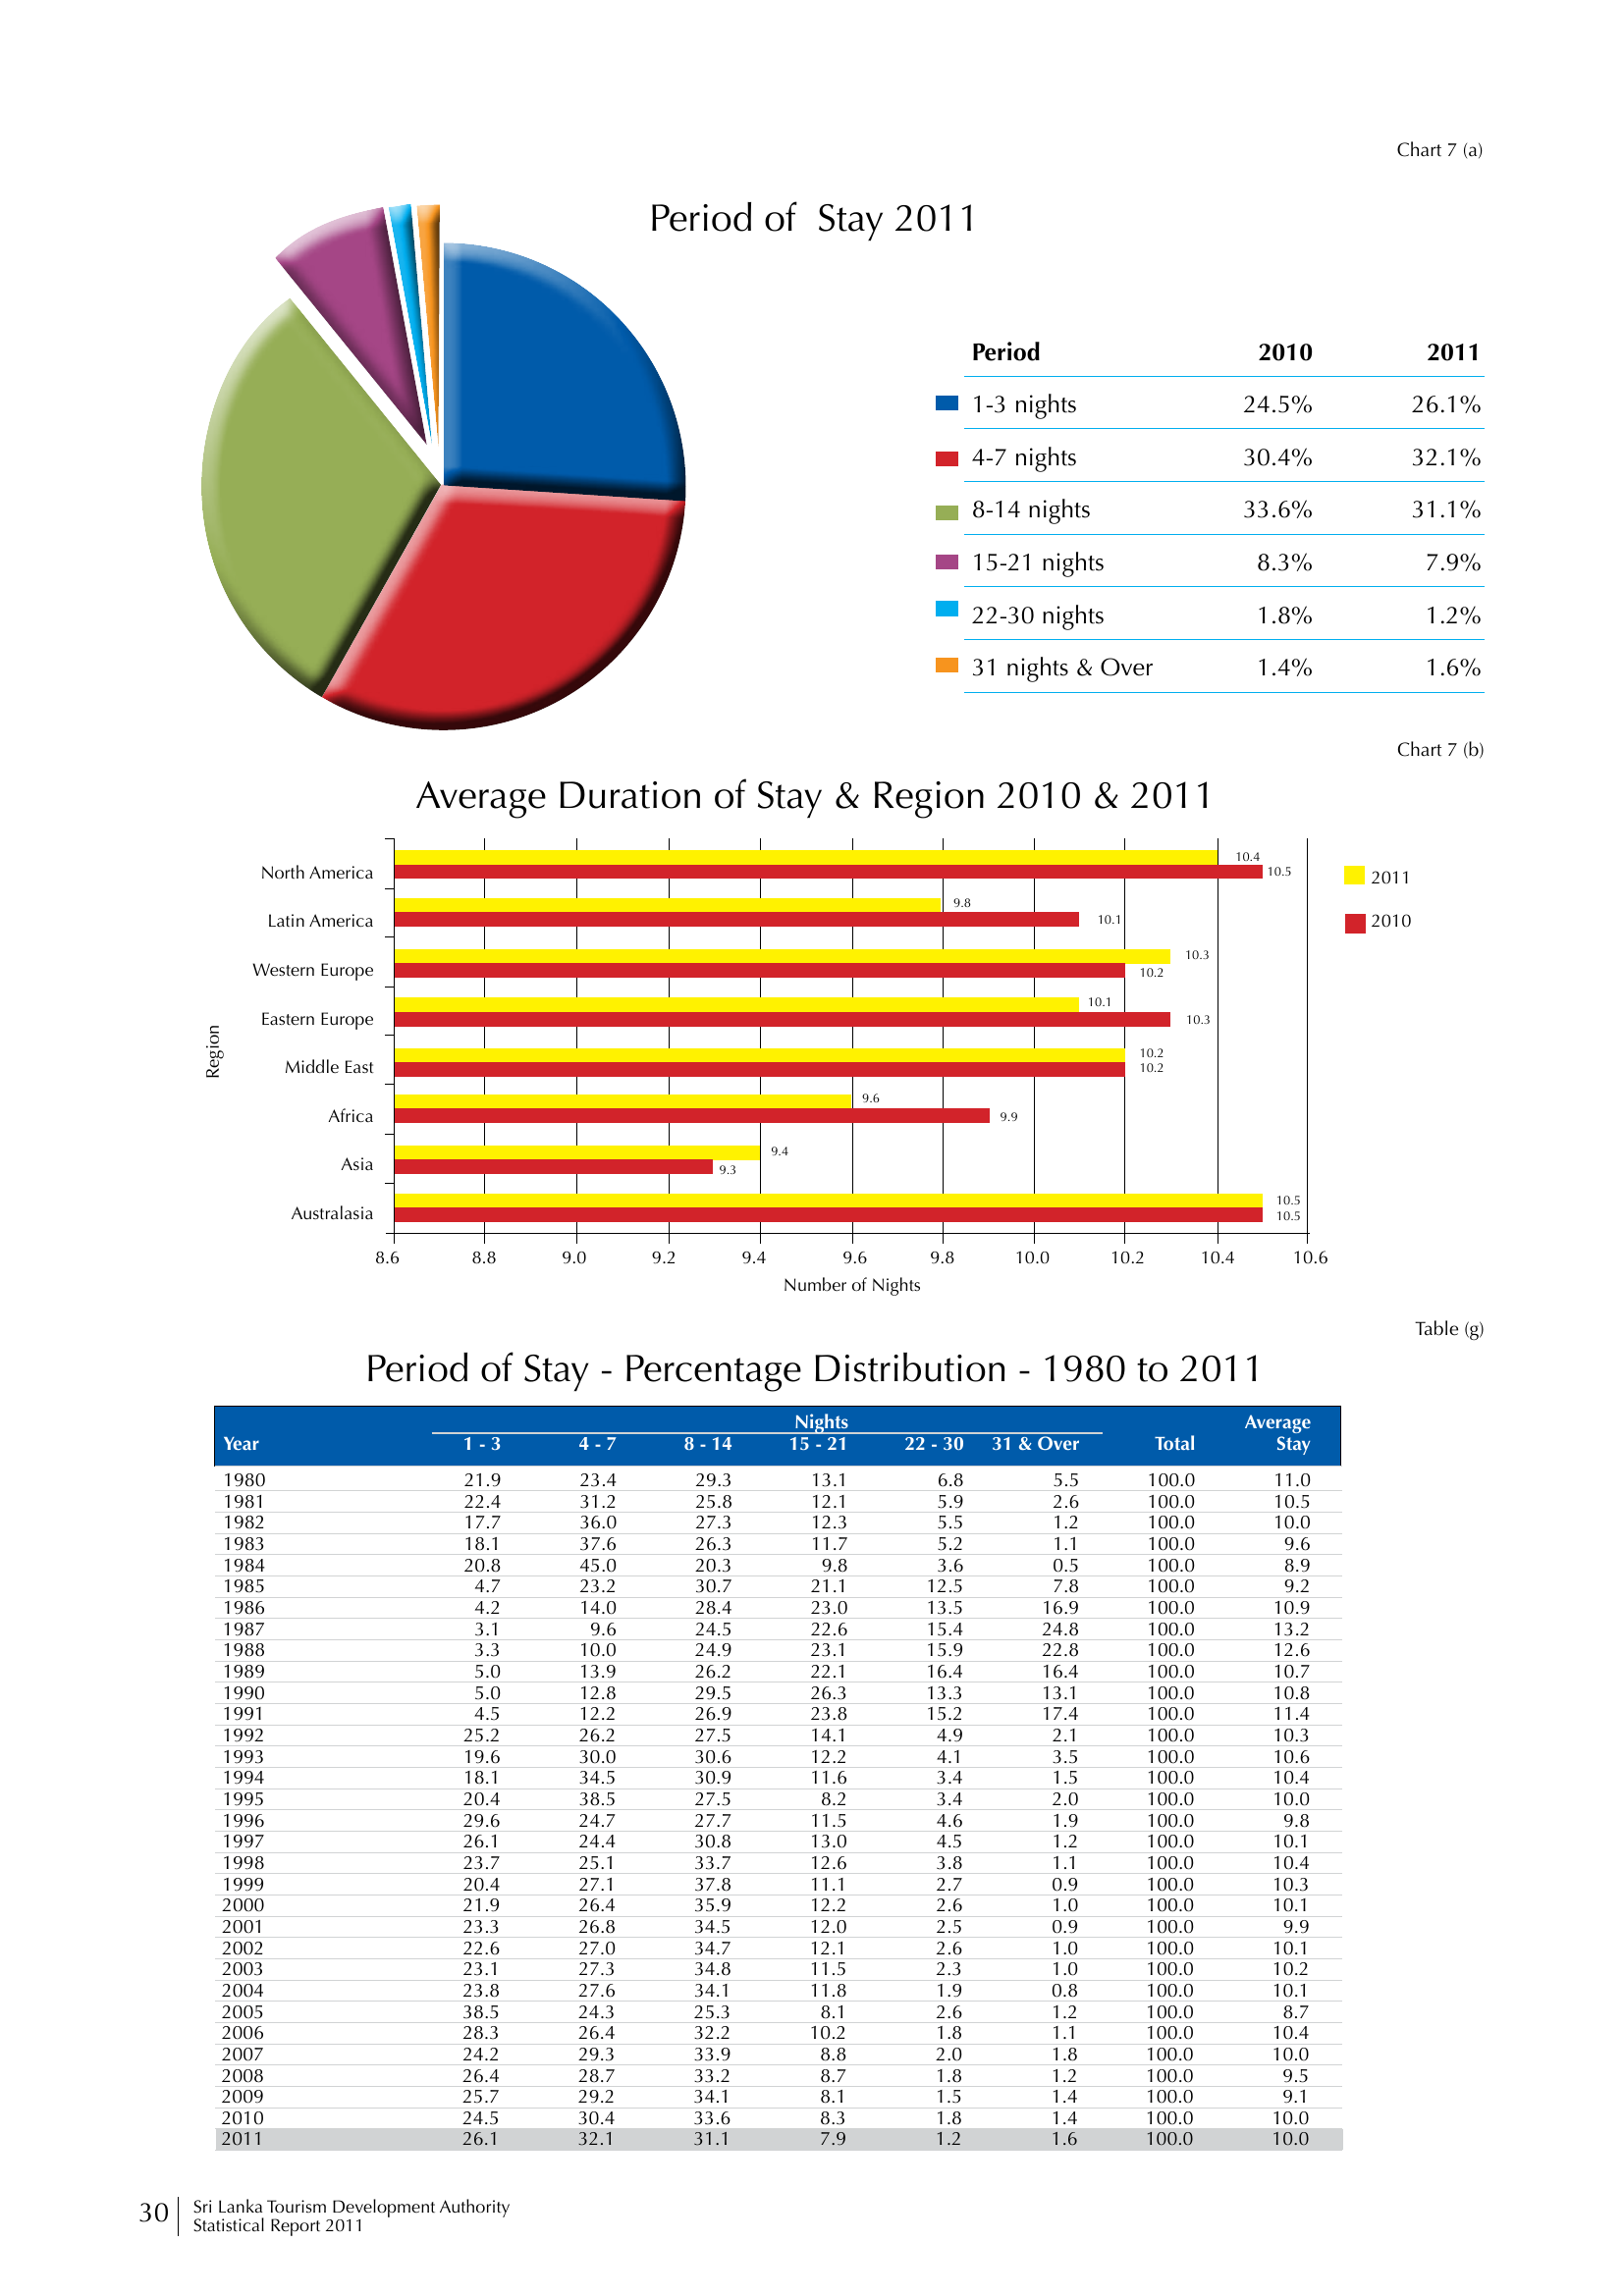 Chart 7 (a)
Period of Stay 2011
Period 2010 2011
1-3 nights 24.5% 26.1%
4-7 nights 30.4% 32.1%
8-14 nights 33.6% 31.1%
15-21 nights 8.3% 7.9%
22-30 nights 1.8% 1.2%
31 nights & Over 1.4% 1.6%
Chart 7 (b)
Average Duration of Stay & Region 2010 & 2011
Region
North America 10.4 10.5
Latin America 9.8 10.1
Western Europe 10.3 10.2
Eastern Europe 10.1 10.3
Middle East 10.2 10.2
Africa 9.6 9.9
Asia 9.4 9.3
Australasia 10.5 10.5
2011
2010
8.6 8.8 9.0 9.2 9.4 9.6 9.8 10.0 10.2 10.4 10.6
Number of Nights
Table (g)
Period of Stay - Percentage Distribution - 1980 to 2011
Nights Average
Year 1 - 3 4 - 7 8 - 14 15 - 21 22 - 30 31 & Over Total Stay
1980 21.9 23.4 29.3 13.1 6.8 5.5 100.0 11.0
1981 22.4 31.2 25.8 12.1 5.9 2.6 100.0 10.5
1982 17.7 36.0 27.3 12.3 5.5 1.2 100.0 10.0
1983 18.1 37.6 26.3 11.7 5.2 1.1 100.0 9.6
1984 20.8 45.0 20.3 9.8 3.6 0.5 100.0 8.9
1985 4.7 23.2 30.7 21.1 12.5 7.8 100.0 9.2
1986 4.2 14.0 28.4 23.0 13.5 16.9 100.0 10.9
1987 3.1 9.6 24.5 22.6 15.4 24.8 100.0 13.2
1988 3.3 10.0 24.9 23.1 15.9 22.8 100.0 12.6
1989 5.0 13.9 26.2 22.1 16.4 16.4 100.0 10.7
1990 5.0 12.8 29.5 26.3 13.3 13.1 100.0 10.8
1991 4.5 12.2 26.9 23.8 15.2 17.4 100.0 11.4
1992 25.2 26.2 27.5 14.1 4.9 2.1 100.0 10.3
1993 19.6 30.0 30.6 12.2 4.1 3.5 100.0 10.6
1994 18.1 34.5 30.9 11.6 3.4 1.5 100.0 10.4
1995 20.4 38.5 27.5 8.2 3.4 2.0 100.0 10.0
1996 29.6 24.7 27.7 11.5 4.6 1.9 100.0 9.8
1997 26.1 24.4 30.8 13.0 4.5 1.2 100.0 10.1
1998 23.7 25.1 33.7 12.6 3.8 1.1 100.0 10.4
1999 20.4 27.1 37.8 11.1 2.7 0.9 100.0 10.3
2000 21.9 26.4 35.9 12.2 2.6 1.0 100.0 10.1
2001 23.3 26.8 34.5 12.0 2.5 0.9 100.0 9.9
2002 22.6 27.0 34.7 12.1 2.6 1.0 100.0 10.1
2003 23.1 27.3 34.8 11.5 2.3 1.0 100.0 10.2
2004 23.8 27.6 34.1 11.8 1.9 0.8 100.0 10.1
2005 38.5 24.3 25.3 8.1 2.6 1.2 100.0 8.7
2006 28.3 26.4 32.2 10.2 1.8 1.1 100.0 10.4
2007 24.2 29.3 33.9 8.8 2.0 1.8 100.0 10.0
2008 26.4 28.7 33.2 8.7 1.8 1.2 100.0 9.5
2009 25.7 29.2 34.1 8.1 1.5 1.4 100.0 9.1
2010 24.5 30.4 33.6 8.3 1.8 1.4 100.0 10.0
2011 26.1 32.1 31.1 7.9 1.2 1.6 100.0 10.0
30 Sri Lanka Tourism Development Authority
Statistical Report 2011